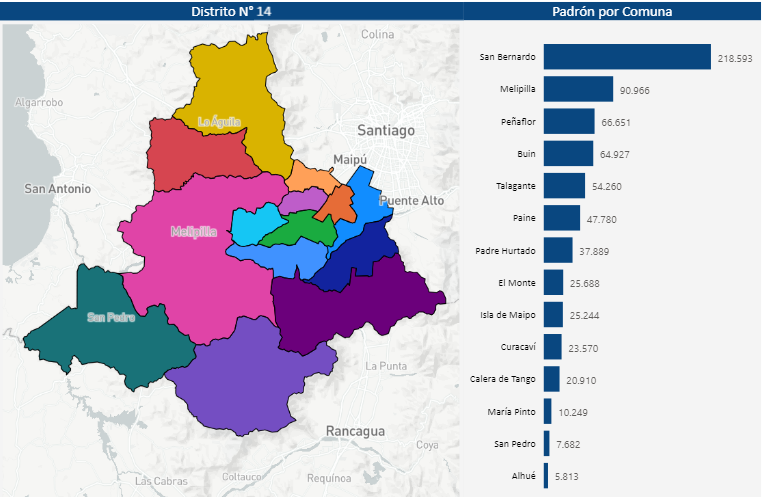 Distrito N° 14
Padrón por Comuna
Colina
Algarrobo
Lo Águila
Santiago
Maipú
San Antonio
Puente Alto
Melipilla
San Pedro
La Punta
Rancagua
Coya
Las Cabras
Coltauco
Requínoa
San Bernardo 218.593
Melipilla 90.966
Peñaflor 66.651
Buin 64.927
Talagante 54.260
Paine 47.780
Padre Hurtado 37.889
El Monte 25.688
Isla de Maipo 25.244
Curacaví 23.570
Calera de Tango 20.910
María Pinto 10.249
San Pedro 7.682
Alhué 5.813